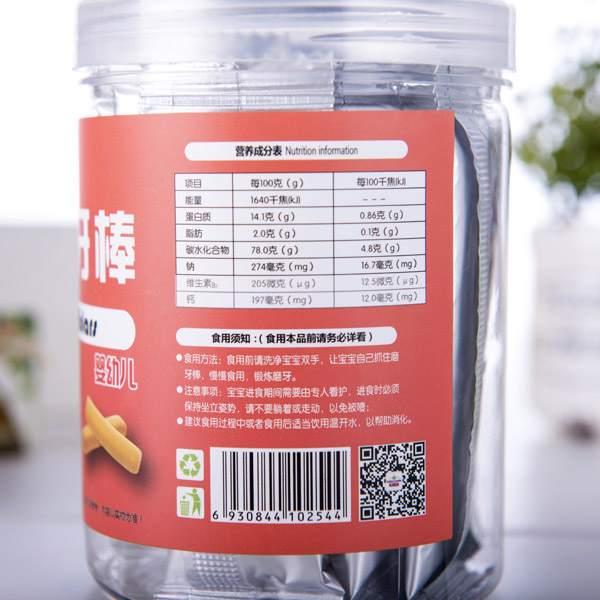 营养成分表 Nutrition information
项目 每100克（g） 每100千焦(kJ)
能量 1640千焦(kJ) ---
蛋白质 14.1克（g） 0.86克（g）
脂肪 2.0克（g） 0.1克（g）
碳水化合物 78.0克（g） 4.8克（g）
钠 274毫克（mg） 16.7毫克（mg）
维生素B₁ 205微克（μg） 12.5微克（μg）
钙 197毫克（mg） 12.0毫克（mg）
牙棒
婴幼儿
食用须知：（食用本品前请务必详看）
●食用方法：食用前请洗净宝宝双手，让宝宝自己抓住磨
牙棒，慢慢食用，锻炼磨牙。
●注意事项：宝宝进食期间需要由专人看护，进食时必须
保持坐立姿势，请不要躺着或走动，以免被噎；
●建议食用过程中或者食用后适当饮用温开水，以帮助消化。
6 930844 102544